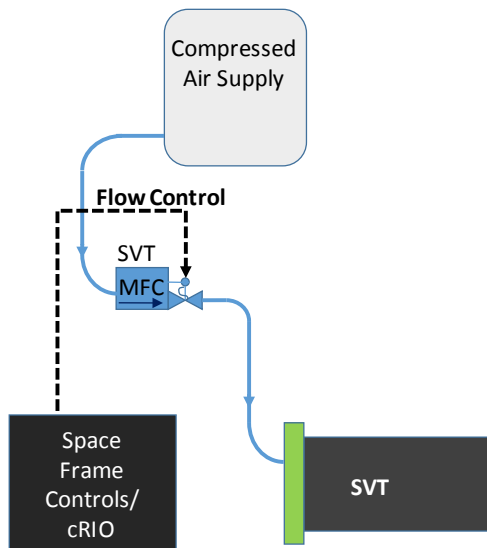 Compressed
Air Supply
Flow Control
SVT
MFC
Space
Frame
Controls/
cRIO
SVT